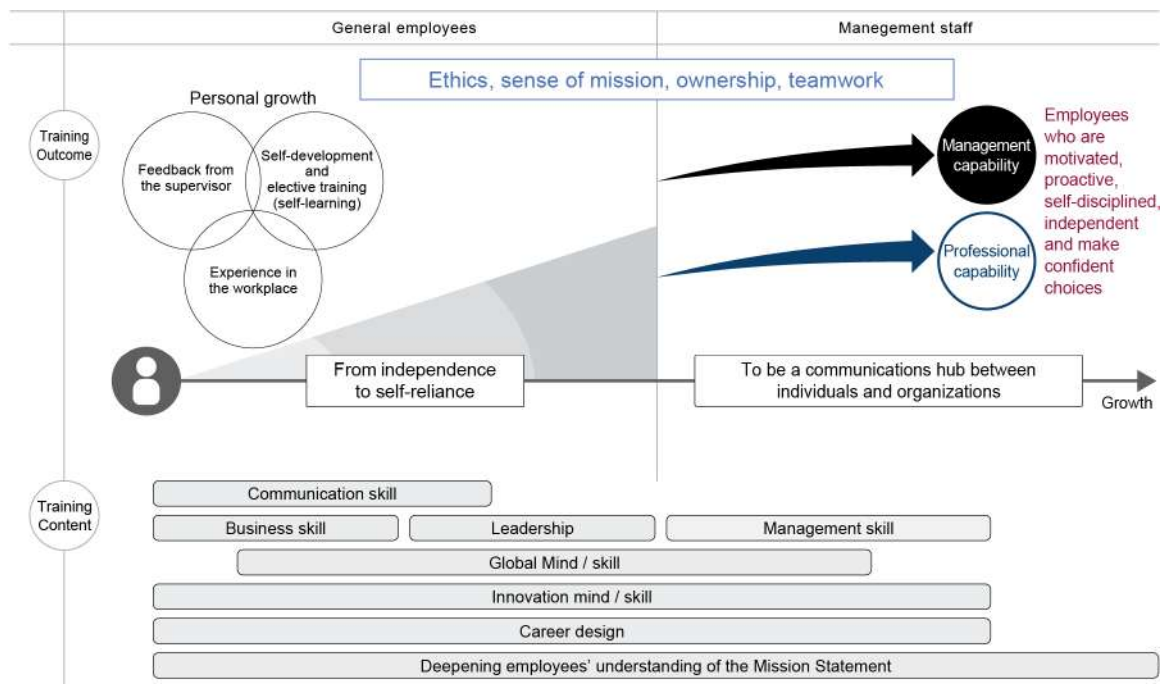 General employees
Manegement staff
Ethics, sense of mission, ownership, teamwork
Training
Outcome
Personal growth
Feedback from
the supervisor
Self-development
and
elective training
(self-learning)
Experience in
the workplace
Management
capability
Professional
capability
Employees
who are
motivated,
proactive,
self-disciplined,
independent
and make
confident
choices
From independence
to self-reliance
To be a communications hub between
individuals and organizations
Growth
Training
Content
Communication skill
Business skill
Leadership
Management skill
Global Mind / skill
Innovation mind / skill
Career design
Deepening employees’ understanding of the Mission Statement